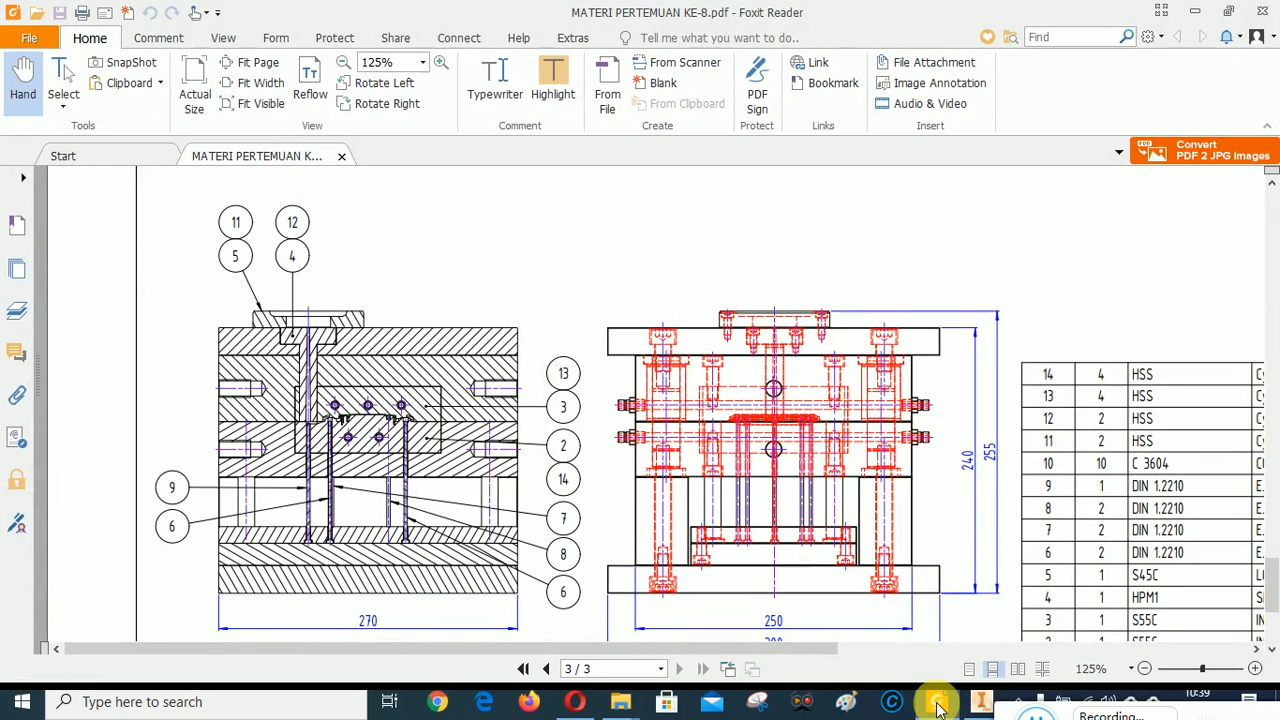 MATERI PERTEMUAN KE-8.pdf - Foxit Reader
File Home Comment View Form Protect Share Connect Help Extras Tell me what you want to do.. Find
Hand
Select
SnapShot
Clipboard
Actual Size
Fit Page
Fit Width
Fit Visible
Reflow
125%
Rotate Left
Rotate Right
Typewriter
Highlight
From File
From Scanner
Blank
From Clipboard
PDF Sign
Link
Bookmark
File Attachment
Image Annotation
Audio & Video
Tools View Comment Create Protect Links Insert
Start MATERI PERTEMUAN K...
Convert
PDF 2 JPG Images
11 12
5 4
13
3
2
14
9
6
7
8
6
270
240
255
250
14 4 HSS
13 4 HSS
12 2 HSS
11 2 HSS
10 10 C 3604
9 1 DIN 1.2210
8 2 DIN 1.2210
7 2 DIN 1.2210
6 2 DIN 1.2210
5 1 S45C
4 1 HPM1
3 1 S55C
3 / 3 125%
Type here to search
10:39
Recording...